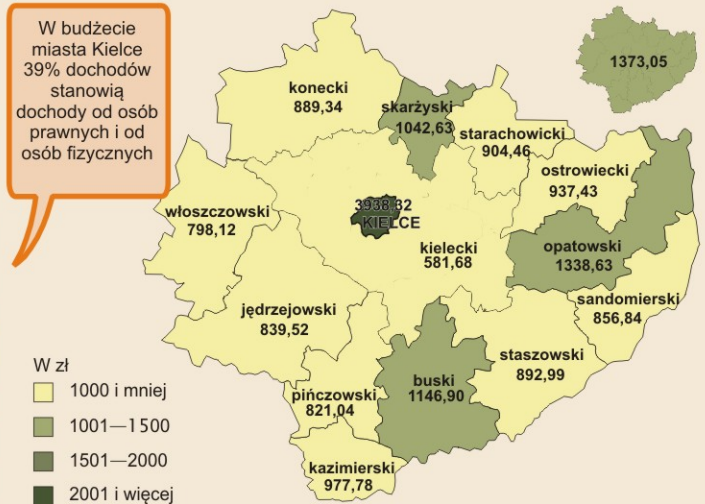 W budżecie
miasta Kielce
39% dochodów
stanowią
dochody od osób
prawnych i od
osób fizycznych
1373,05
konecki
889,34
skarżyski
1042,63
starachowicki
904,46
ostrowiecki
937,43
włoszczowski
798,12
3938,32
KIELCE
kielecki
581,68
opatowski
1338,63
sandomierski
856,84
jędrzejowski
839,52
staszowski
892,99
buski
1146,90
pińczowski
821,04
kazimierski
977,78
W zł
1000 i mniej
1001—1500
1501—2000
2001 i więcej